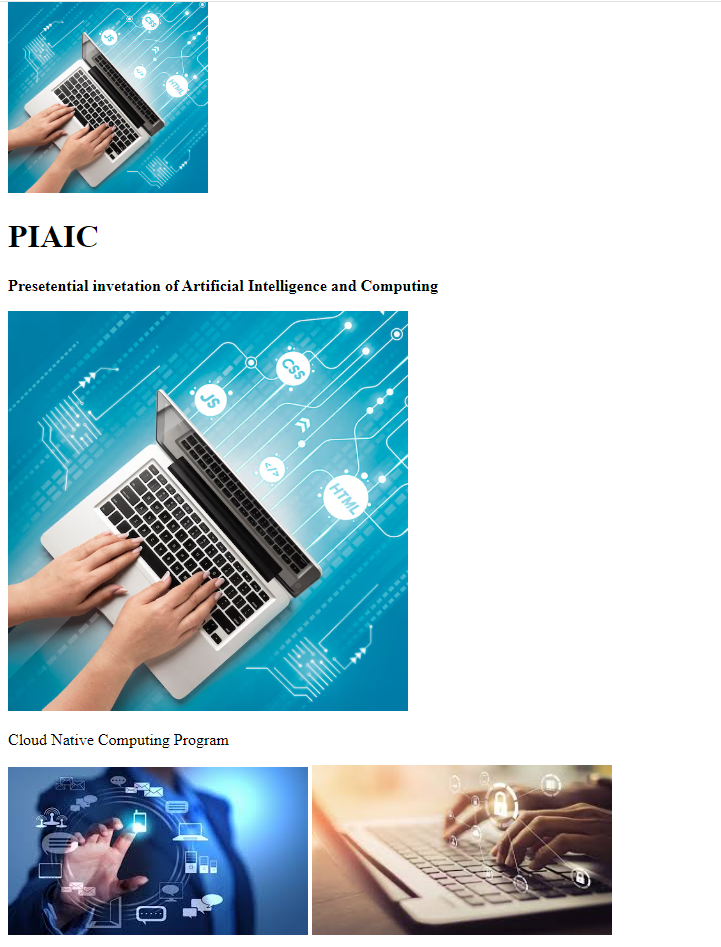 CSS
JS
</>
HTML
PIAIC
Presetential invetation of Artificial Intelligence and Computing
CSS
JS
</>
HTML
Cloud Native Computing Program